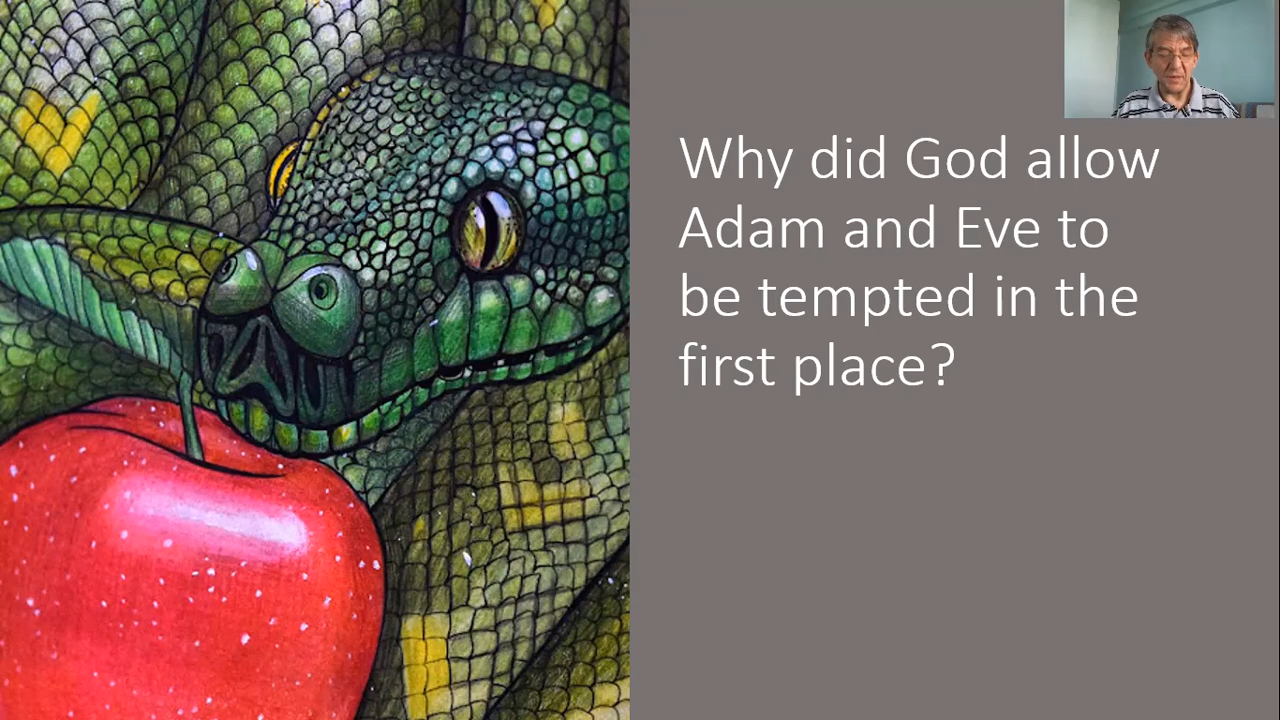 Why did God allow
Adam and Eve to
be tempted in the
first place?